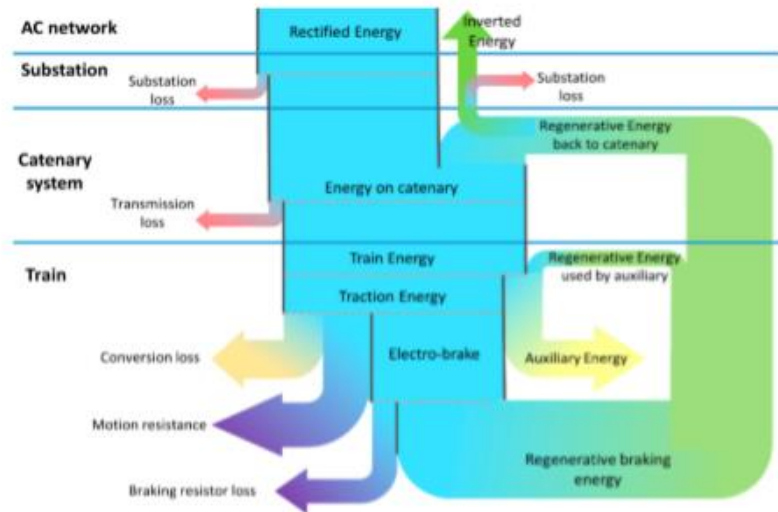 AC network
Rectified Energy
Inverted
Energy
Substation
Substation
loss
Substation
loss
Regenerative Energy
back to catenary
Catenary
system
Energy on catenary
Transmission
loss
Train Energy
Regenerative Energy
used by auxiliary
Train
Traction Energy
Conversion loss
Electro-brake
Auxiliary Energy
Motion resistance
Regenerative braking
energy
Braking resistor loss